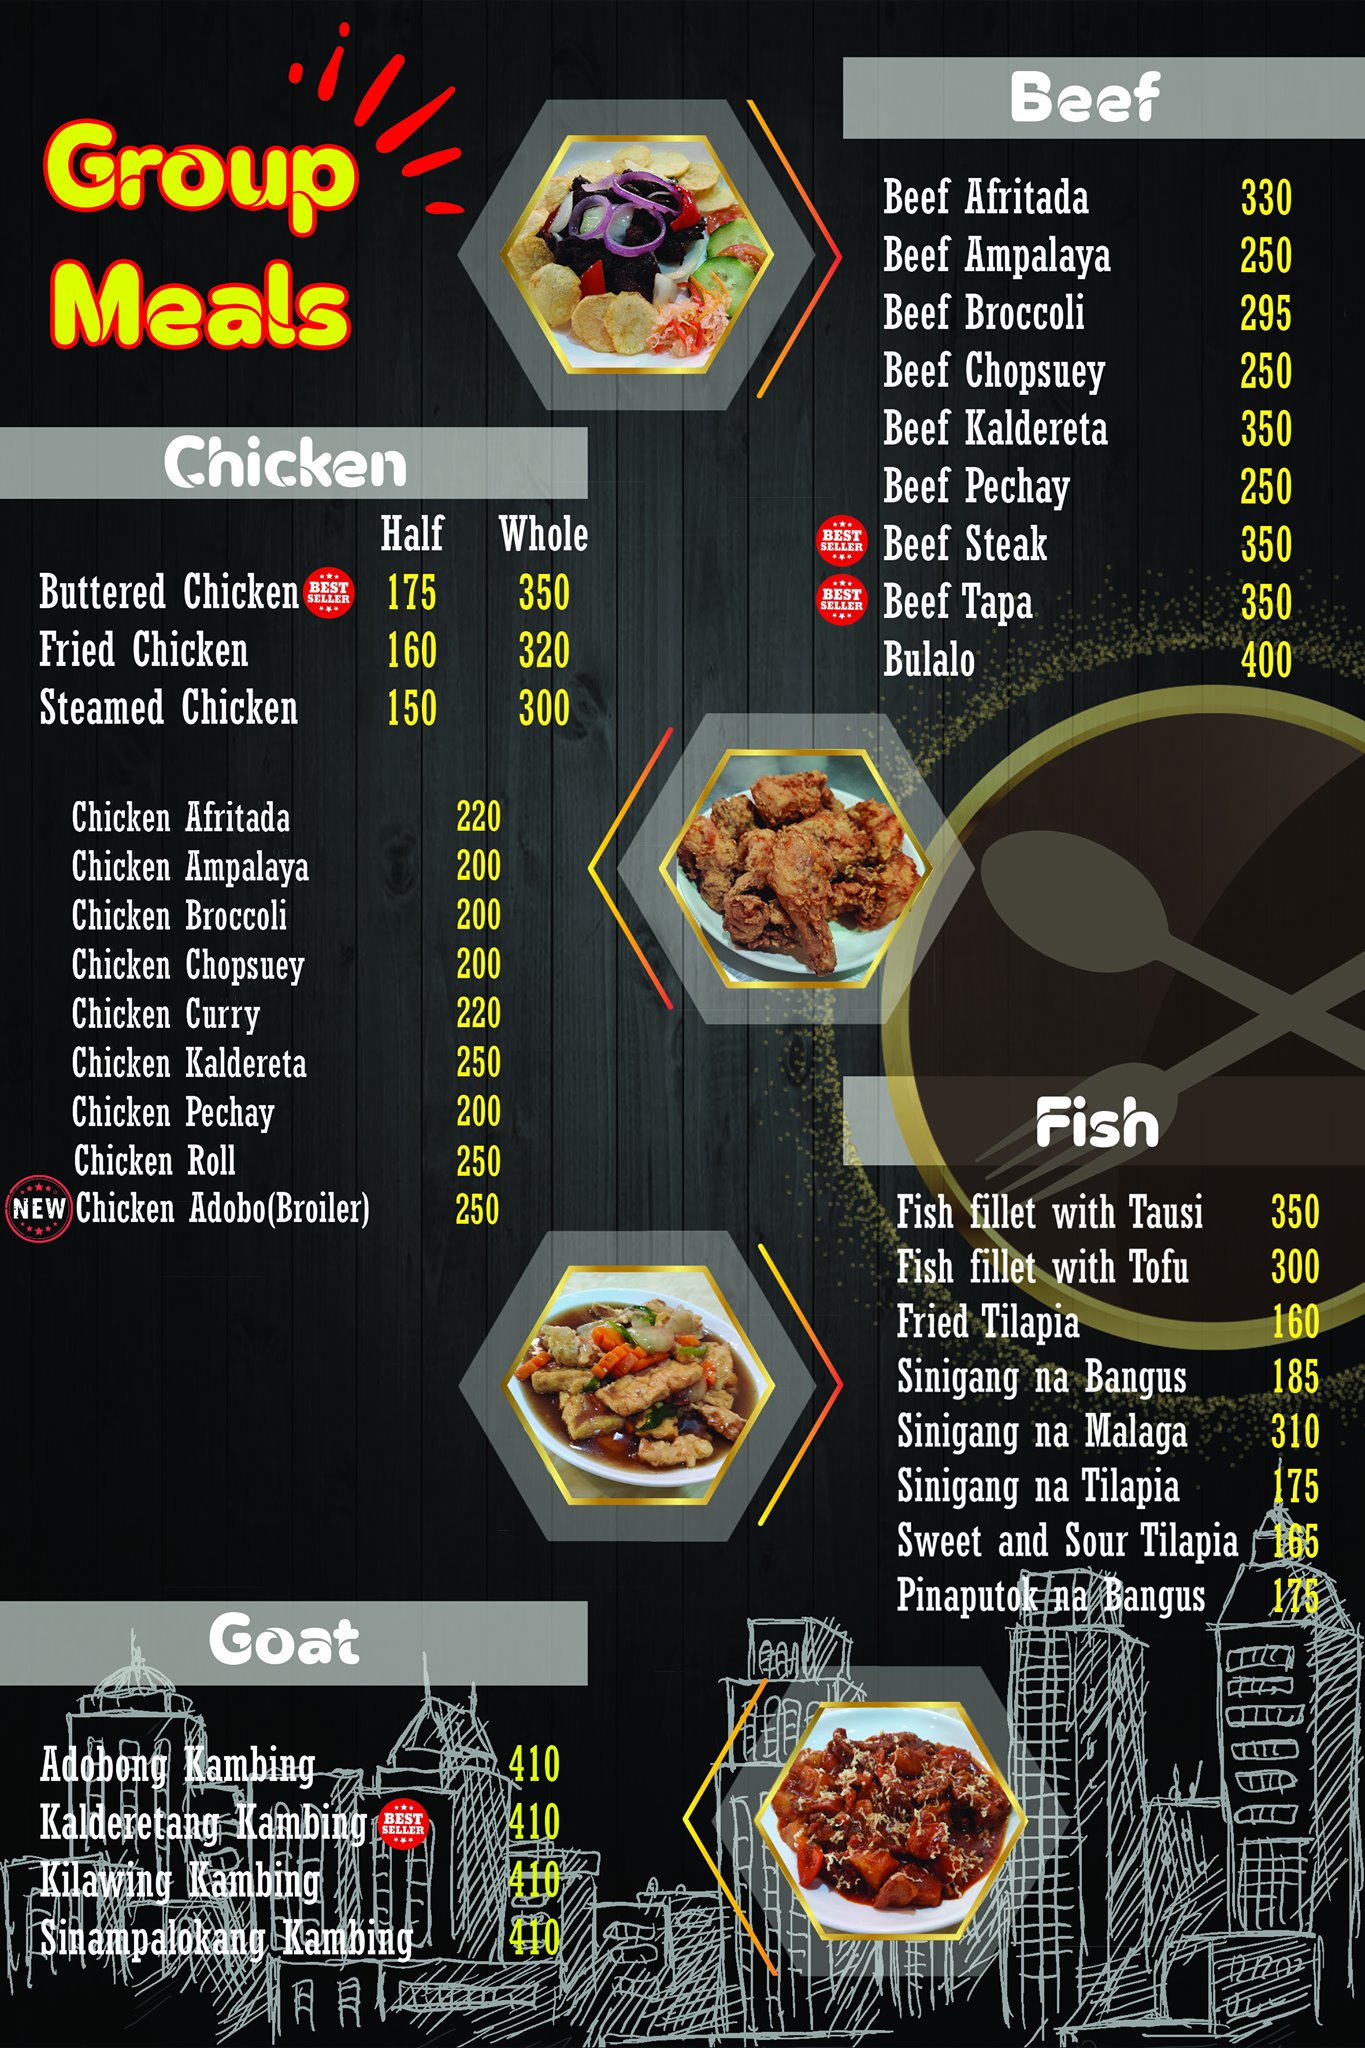 Group
Meals
Chicken
Half Whole
Buttered Chicken BEST SELLER 175 350
Fried Chicken 160 320
Steamed Chicken 150 300
Chicken Afritada 220
Chicken Ampalaya 200
Chicken Broccoli 200
Chicken Chopsuey 200
Chicken Curry 220
Chicken Kaldereta 250
Chicken Pechay 200
Chicken Roll 250
NEW Chicken Adobo(Broiler) 250
Goat
Adobong Kambing 410
Kalderetang Kambing BEST SELLER 410
Kilawing Kambing 410
Sinampalokang Kambing 410
Beef
Beef Afritada 330
Beef Ampalaya 250
Beef Broccoli 295
Beef Chopsuey 250
Beef Kaldereta 350
Beef Pechay 250
BEST SELLER Beef Steak 350
BEST SELLER Beef Tapa 350
Bulalo 400
Fish
Fish fillet with Tausi 350
Fish fillet with Tofu 300
Fried Tilapia 160
Sinigang na Bangus 185
Sinigang na Malaga 310
Sinigang na Tilapia 175
Sweet and Sour Tilapia 165
Pinaputok na Bangus 175